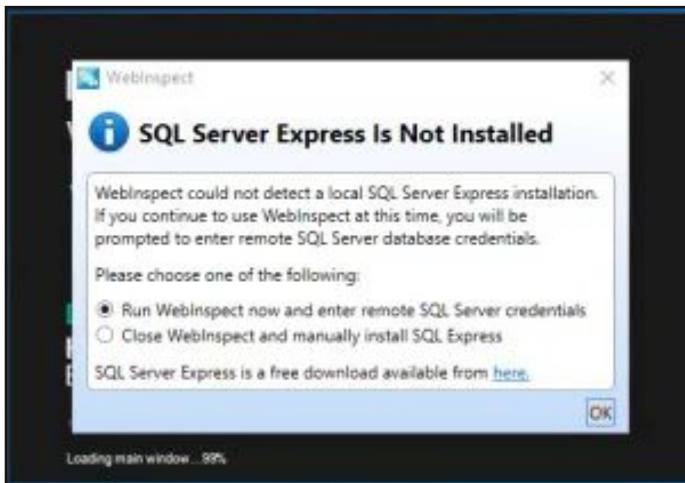 WebInspect
SQL Server Express Is Not Installed
WebInspect could not detect a local SQL Server Express installation.
If you continue to use WebInspect at this time, you will be
prompted to enter remote SQL Server database credentials.
Please choose one of the following:
Run WebInspect now and enter remote SQL Server credentials
Close WebInspect and manually install SQL Express
SQL Server Express is a free download available from here.
OK
Loading main window...99%